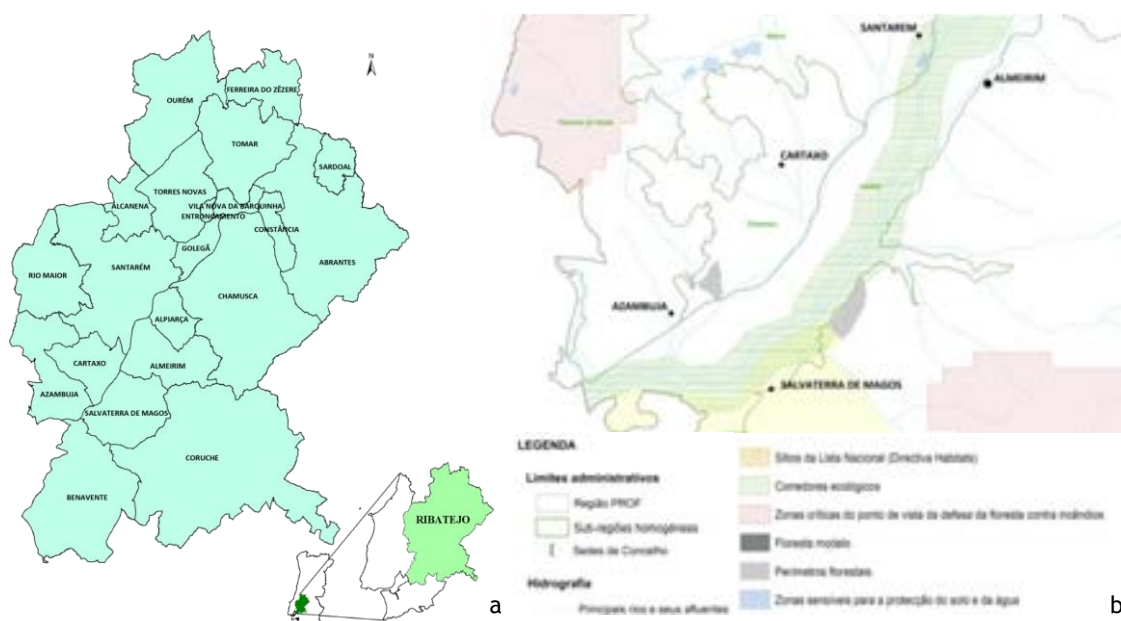 N
OURÉM
FERREIRA DO ZÊZERE
TOMAR
SARDOAL
TORRES NOVAS
ALCANENA
VILA NOVA DA BARQUINHA
ENTRONCAMENTO
CONSTÂNCIA
GOLEGÃ
ABRANTES
SANTARÉM
RIO MAIOR
CHAMUSCA
ALPIARÇA
CARTAXO
ALMEIRIM
AZAMBUJA
SALVATERRA DE MAGOS
CORUCHE
BENAVENTE
RIBATEJO
a
SANTAREM
ALMEIRIM
CARTAXO
AZAMBUJA
SALVATERRA DE MAGOS
LEGENDA
Limites administrativos
Região PROF
Sub-regiões homogéneas
Sedes de Concelho
Hidrografia
Principais rios e seus afluentes
Sítios da Lista Nacional (Directiva Habitats)
Corredores ecológicos
Zonas críticas do ponto de vista da defesa da floresta contra incêndios
Floresta modelo
Perímetros florestais
Zonas sensíveis para a protecção do solo e da água
b